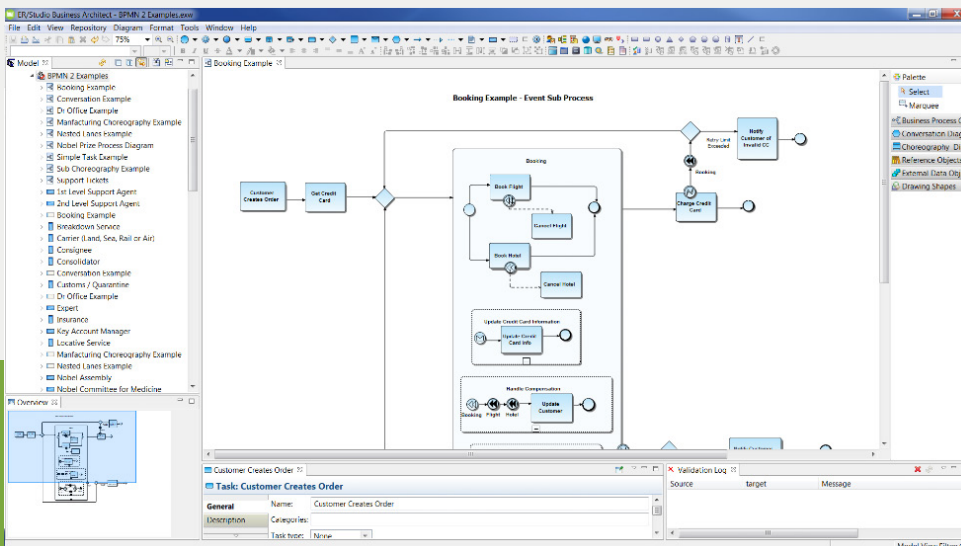 ER/Studio Business Architect - BPMN 2 Examples.exw
File Edit View Repository Diagram Format Tools Window Help
75%
Model
BPMN 2 Examples
Booking Example
Conversation Example
Dr Office Example
Manfacturing Choreography Example
Nested Lanes Example
Nobel Prize Process Diagram
Simple Task Example
Sub Choreography Example
Support Tickets
1st Level Support Agent
2nd Level Support Agent
Booking Example
Breakdown Service
Carrier (Land, Sea, Rail or Air)
Consignee
Consolidator
Conversation Example
Customs / Quarantine
Dr Office Example
Expert
Insurance
Key Account Manager
Locative Service
Manfacturing Choreography Example
Nested Lanes Example
Nobel Assembly
Nobel Committee for Medicine
Overview
Booking Example
Booking Example - Event Sub Process
Customer
Creates Order
Get Credit
Card
Booking
Book Flight
Cancel Flight
Book Hotel
Cancel Hotel
Update Credit Card Information
Update Credit
Card Info
Handle Compensation
Booking Flight Hotel
Update
Customer
Retry Limit
Exceeded
Notify
Customer of
Invalid CC
Booking
Charge Credit
Card
Palette
Select
Marquee
Business Process
Conversation Diag
Choreography Di
Reference Objects
External Data Obj
Drawing Shapes
Customer Creates Order
Task: Customer Creates Order
General
Description
Name: Customer Creates Order
Categories:
Task type: None
Validation Log
Source target Message